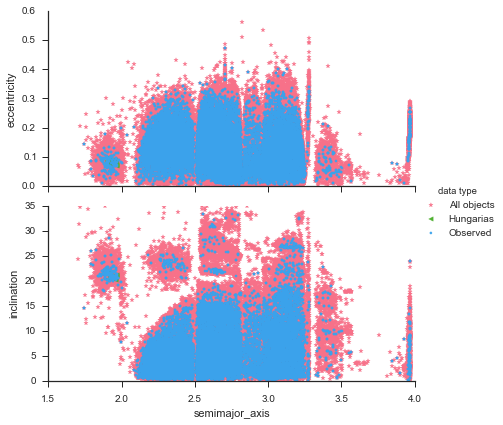 0.6
0.5
0.4
0.3
0.2
0.1
0.0
eccentricity
data type
All objects
Hungarias
Observed
35
30
25
20
15
10
5
0
inclination
1.5 2.0 2.5 3.0 3.5 4.0
semimajor_axis